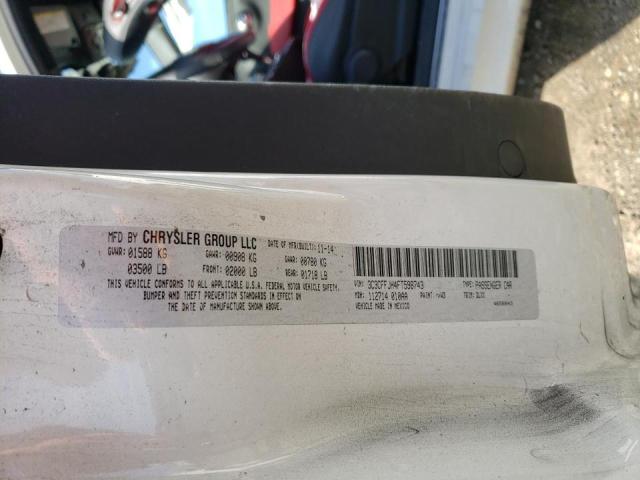 MFD BY CHRYSLER GROUP LLC
DATE OF MFR(BUILT): 11-14
GVWR: 01588 KG
GAWR: 00908 KG
GAWR: 00780 KG
03500 LB
FRONT: 02000 LB
REAR: 01718 LB
THIS VEHICLE CONFORMS TO ALL APPLICABLE U.S.A. FEDERAL MOTOR VEHICLE SAFETY,
BUMPER AND THEFT PREVENTION STANDARDS IN EFFECT ON
THE DATE OF MANUFACTURE SHOWN ABOVE.
VIN: 3C3CFFJH4FT598743
TYPE: PASSENGER CAR
MDH: 112714 010AA
PAINT:
TRIM:
VEHICLE MADE IN MEXICO